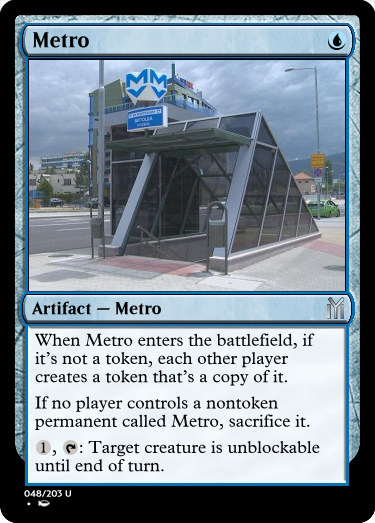 Metro
MM
Artifact — Metro
When Metro enters the battlefield, if
it's not a token, each other player
creates a token that's a copy of it.
If no player controls a nontoken
permanent called Metro, sacrifice it.
1, : Target creature is unblockable
until end of turn.
048/203 U